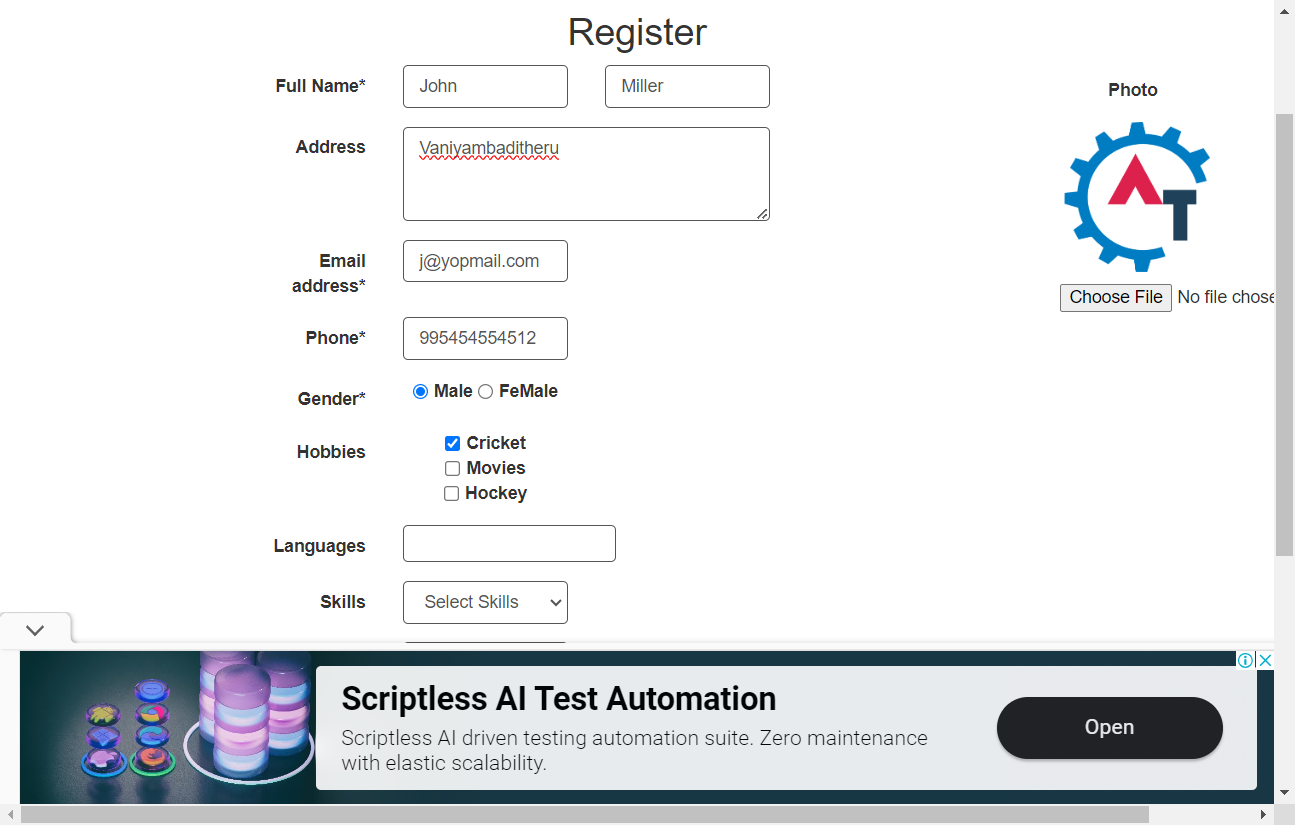 Register
Full Name* John Miller
Photo
Address Vaniyambaditheru
AT
Email address* j@yopmail.com
Choose File No file chose
Phone* 995454554512
Gender* Male FeMale
Hobbies Cricket
Movies
Hockey
Languages
Skills Select Skills
Scriptless AI Test Automation
Scriptless AI driven testing automation suite. Zero maintenance
with elastic scalability.
Open